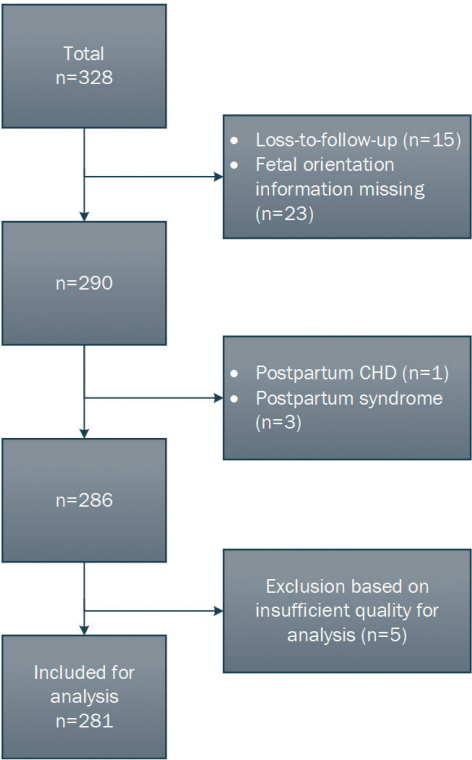 Total
n=328
• Loss-to-follow-up (n=15)
• Fetal orientation
information missing
(n=23)
n=290
• Postpartum CHD (n=1)
• Postpartum syndrome
(n=3)
n=286
Exclusion based on
insufficient quality for
analysis (n=5)
Included for
analysis
n=281